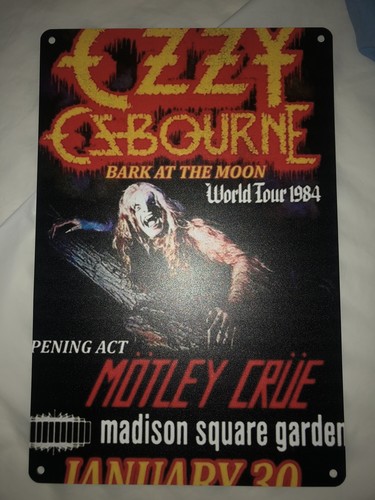 OZZY
OSBOURNE
BARK AT THE MOON
World Tour 1984
PENING ACT
MÖTLEY CRÜE
madison square garden
JANUARY 30